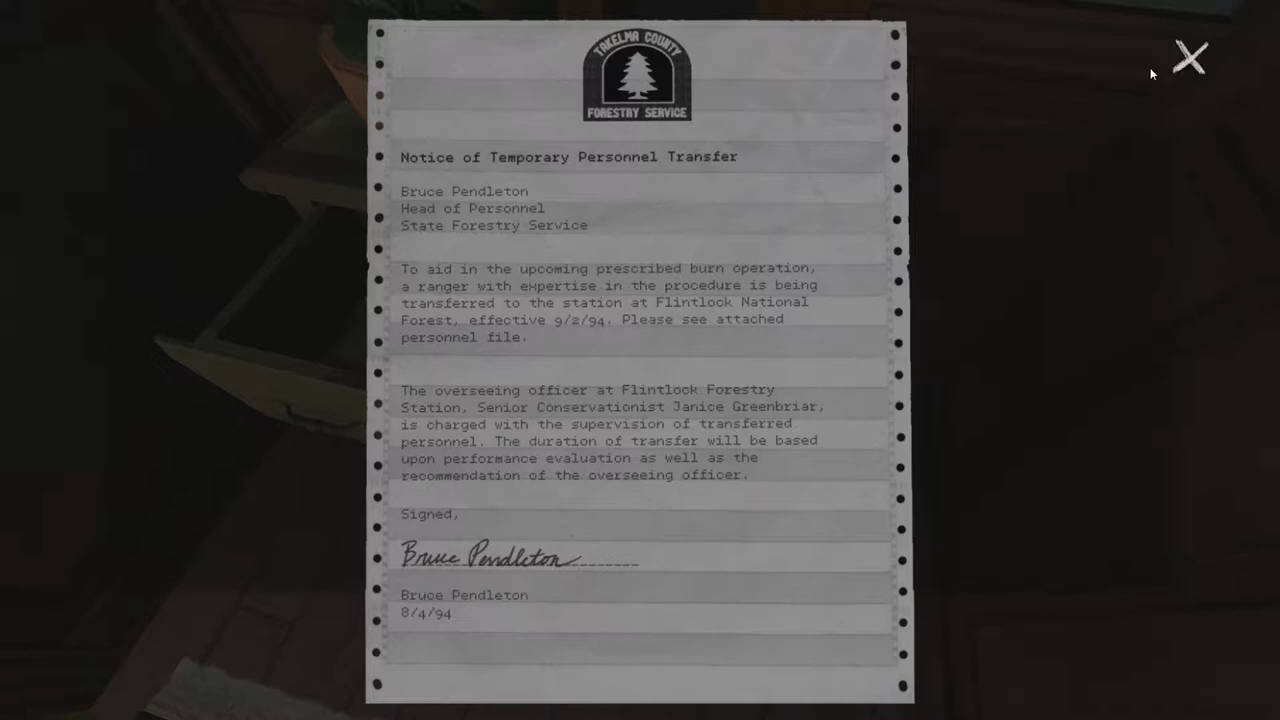 TAKELMA COUNTY
FORESTRY SERVICE
Notice of Temporary Personnel Transfer
Bruce Pendleton
Head of Personnel
State Forestry Service
To aid in the upcoming prescribed burn operation,
a ranger with expertise in the procedure is being
transferred to the station at Flintlock National
Forest, effective 9/2/94. Please see attached
personnel file.
The overseeing officer at Flintlock Forestry
Station, Senior Conservationist Janice Greenbriar,
is charged with the supervision of transferred
personnel. The duration of transfer will be based
upon performance evaluation as well as the
recommendation of the overseeing officer.
Signed,
Bruce Pendleton
Bruce Pendleton
8/4/94